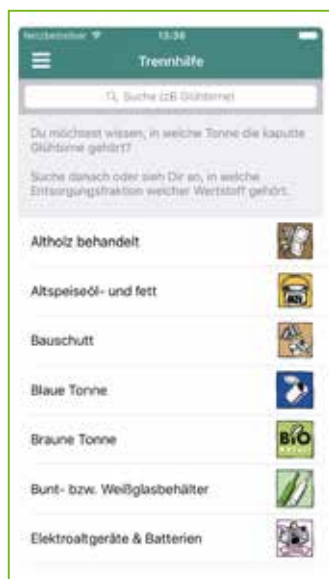 Netzbetreiber 13:36
Trennhilfe
Suche (zB Glühbirne)
Du möchtest wissen, in welche Tonne die kaputte
Glühbirne gehört?
Suche danach oder sieh Dir an, in welche
Entsorgungsfraktion welcher Wertstoff gehört.
Altholz behandelt
Altspeiseöl- und fett
Bauschutt
Blaue Tonne
Braune Tonne
BIO
Bunt- bzw. Weißglasbehälter
Elektroaltgeräte & Batterien